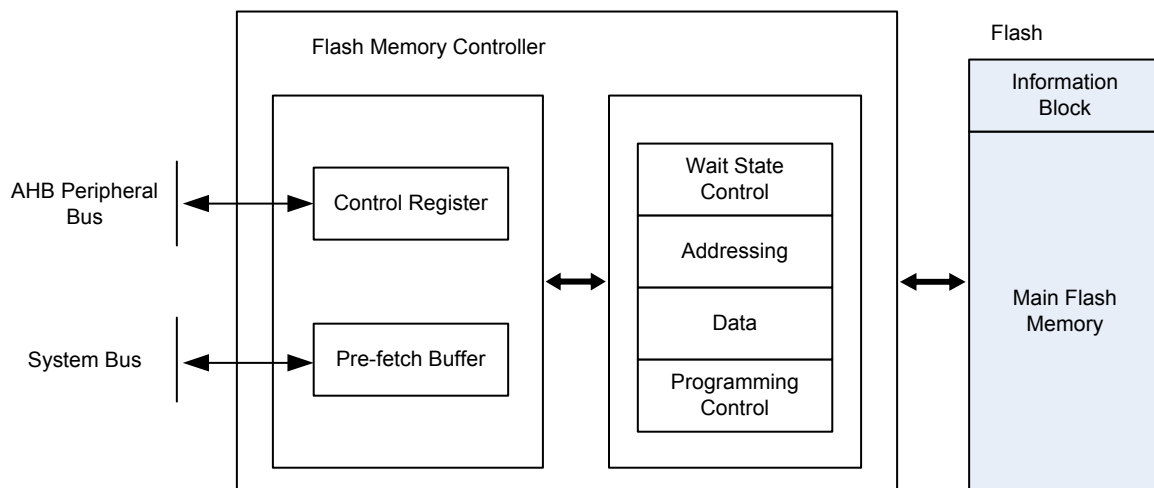 Flash Memory Controller
Flash
AHB Peripheral
Bus
System Bus
Control Register
Pre-fetch Buffer
Wait State
Control
Addressing
Data
Programming
Control
Information
Block
Main Flash
Memory